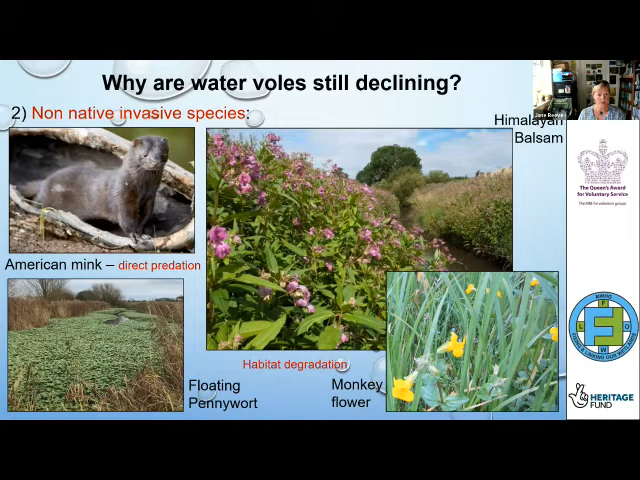 Why are water voles still declining?
2) Non native invasive species:
Jane Reeve
Himalayan
Balsam
American mink – direct predation
Habitat degradation
Floating
Pennywort
Monkey
flower
The Queen's Award
for Voluntary Service
HERITAGE
FUND